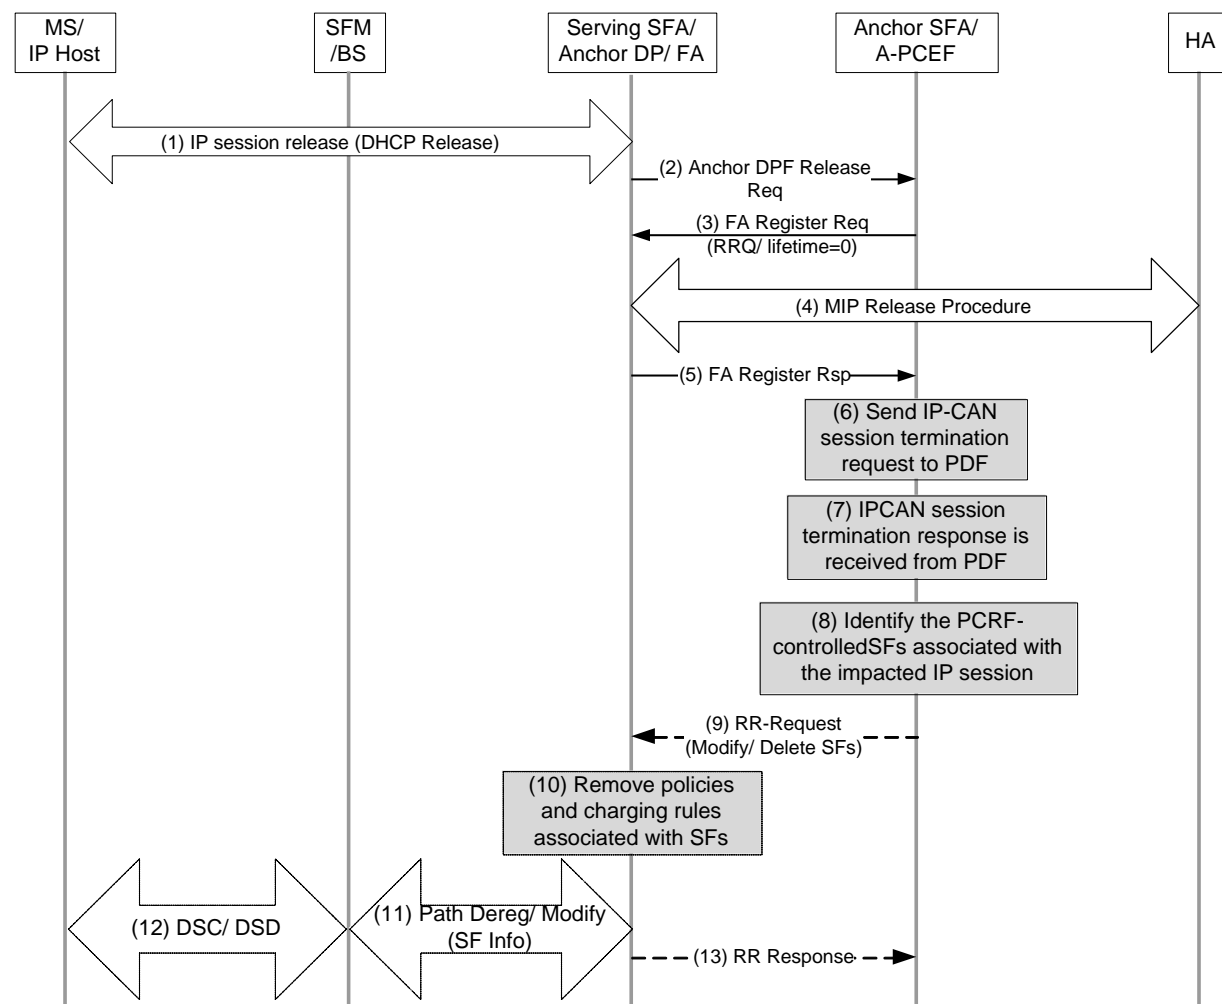 MS/
IP Host
SFM
/BS
Serving SFA/
Anchor DP/ FA
Anchor SFA/
A-PCEF
HA
(1) IP session release (DHCP Release)
(2) Anchor DPF Release
Req
(3) FA Register Req
(RRQ/ lifetime=0)
(4) MIP Release Procedure
(5) FA Register Rsp
(6) Send IP-CAN
session termination
request to PDF
(7) IPCAN session
termination response is
received from PDF
(8) Identify the PCRF-
controlledSFs associated with
the impacted IP session
(9) RR-Request
(Modify/ Delete SFs)
(10) Remove policies
and charging rules
associated with SFs
(11) Path Dereg/ Modify
(SF Info)
(12) DSC/ DSD
(13) RR Response